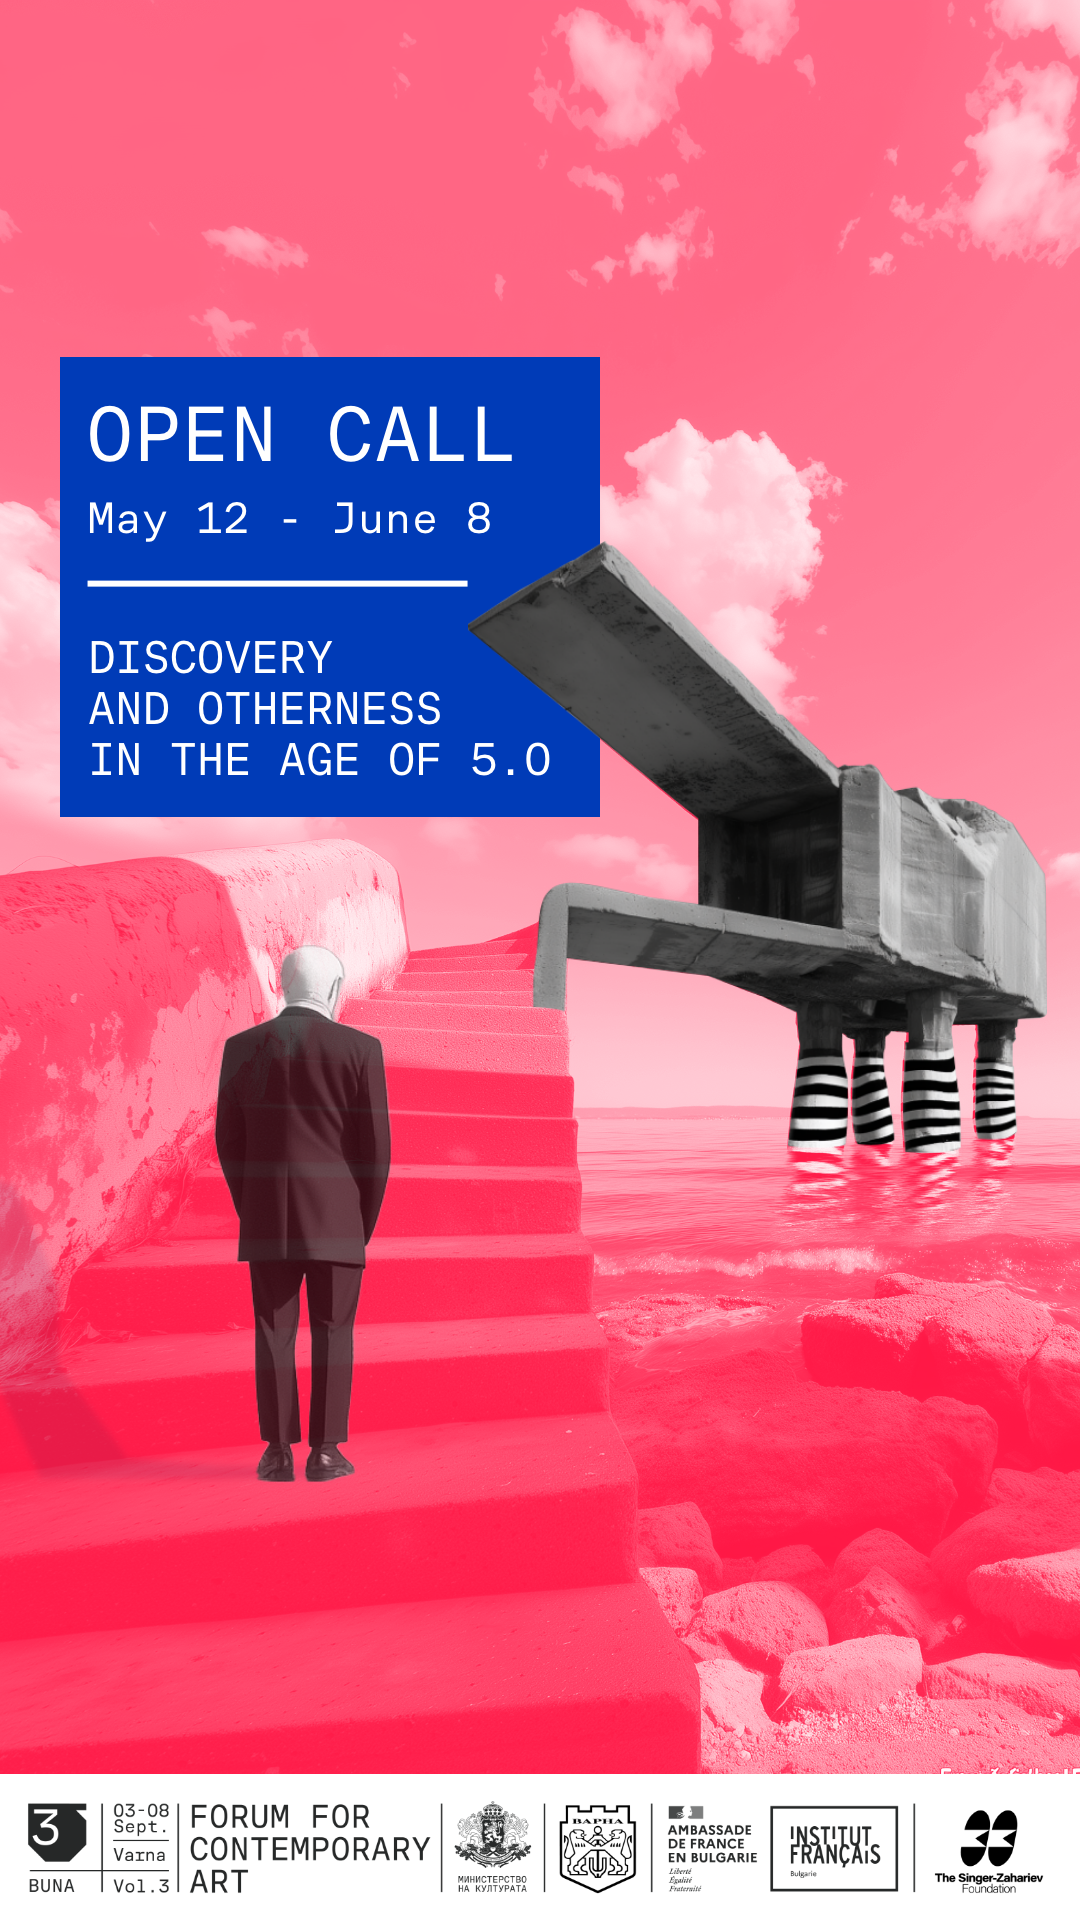 OPEN CALL
May 12 - June 8
DISCOVERY
AND OTHERNESS
IN THE AGE OF 5.0
3
BUNA
03-08
Sept.
Varna
Vol.3
FORUM FOR
CONTEMPORARY
ART
МИНИСТЕРСТВО
НА КУЛТУРАТА
ВАРНА
AMBASSADE
DE FRANCE
EN BULGARIE
Liberté
Égalité
Fraternité
INSTITUT
FRANÇAIS
Bulgarie
The Singer-Zahariev
Foundation